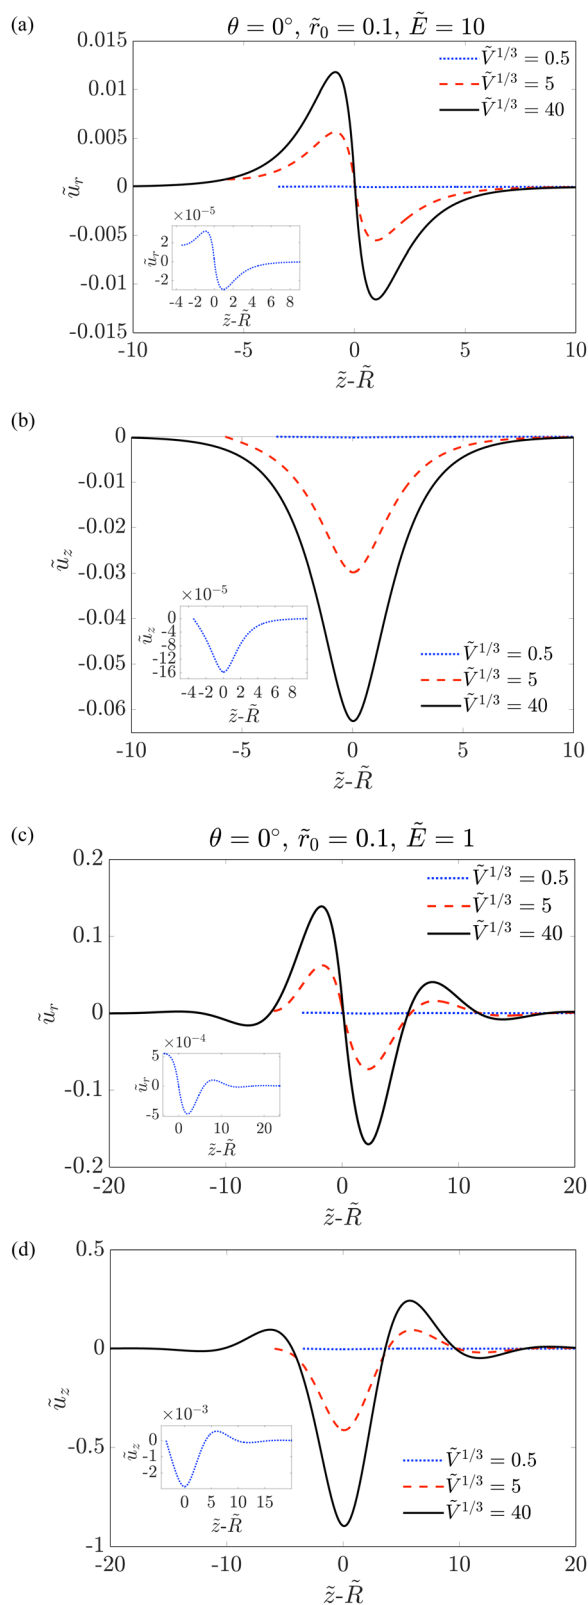 (a)
θ = 0°, r̃₀ = 0.1, Ẽ = 10
0.015
0.01
0.005
0
-0.005
-0.01
-0.015
ũᵣ
Ṽ^{1/3} = 0.5
Ṽ^{1/3} = 5
Ṽ^{1/3} = 40
×10⁻⁵
2
0
-2
ũᵣ
-4 -2 0 2 4 6 8
z̃-R̃
-10 -5 0 5 10
z̃-R̃
(b)
0
-0.01
-0.02
-0.03
-0.04
-0.05
-0.06
ũ_z
×10⁻⁵
0
-4
-8
-12
-16
ũ_z
-4 -2 0 2 4 6 8
z̃-R̃
Ṽ^{1/3} = 0.5
Ṽ^{1/3} = 5
Ṽ^{1/3} = 40
-10 -5 0 5 10
z̃-R̃
(c)
θ = 0°, r̃₀ = 0.1, Ẽ = 1
0.2
0.1
0
-0.1
-0.2
ũᵣ
Ṽ^{1/3} = 0.5
Ṽ^{1/3} = 5
Ṽ^{1/3} = 40
×10⁻⁴
5
0
-5
ũᵣ
0 10 20
z̃-R̃
-20 -10 0 10 20
z̃-R̃
(d)
0.5
0
-0.5
-1
ũ_z
×10⁻³
0
-1
-2
ũ_z
0 5 10 15
z̃-R̃
Ṽ^{1/3} = 0.5
Ṽ^{1/3} = 5
Ṽ^{1/3} = 40
-20 -10 0 10 20
z̃-R̃